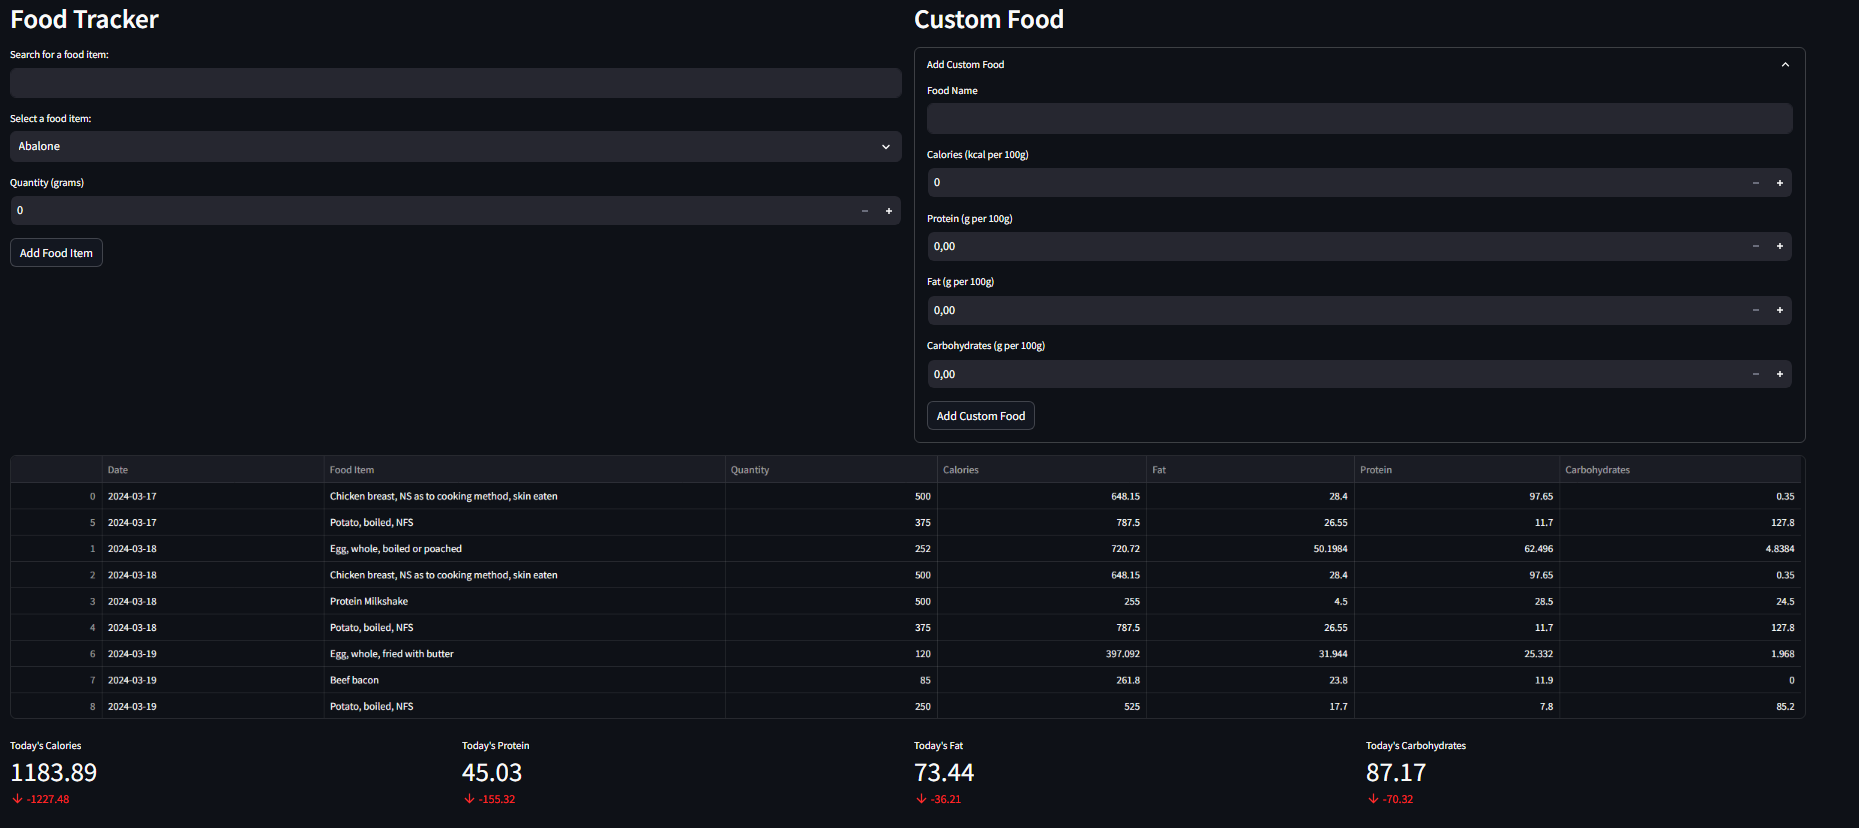 Food Tracker
Search for a food item:
Select a food item:
Abalone
Quantity (grams)
0
Add Food Item
Custom Food
Add Custom Food
Food Name
Calories (kcal per 100g)
0
Protein (g per 100g)
0,00
Fat (g per 100g)
0,00
Carbohydrates (g per 100g)
0,00
Add Custom Food
Date Food Item Quantity Calories Fat Protein Carbohydrates
0 2024-03-17 Chicken breast, NS as to cooking method, skin eaten 500 648.15 28.4 97.65 0.35
5 2024-03-17 Potato, boiled, NFS 375 787.5 26.55 11.7 127.8
1 2024-03-18 Egg, whole, boiled or poached 252 720.72 50.1984 62.496 4.8384
2 2024-03-18 Chicken breast, NS as to cooking method, skin eaten 500 648.15 28.4 97.65 0.35
3 2024-03-18 Protein Milkshake 500 255 4.5 28.5 24.5
4 2024-03-18 Potato, boiled, NFS 375 787.5 26.55 11.7 127.8
6 2024-03-19 Egg, whole, fried with butter 120 397.092 31.944 25.332 1.968
7 2024-03-19 Beef bacon 85 261.8 23.8 11.9 0
8 2024-03-19 Potato, boiled, NFS 250 525 17.7 7.8 85.2
Today's Calories
1183.89
-1227.48
Today's Protein
45.03
-155.32
Today's Fat
73.44
-36.21
Today's Carbohydrates
87.17
-70.32